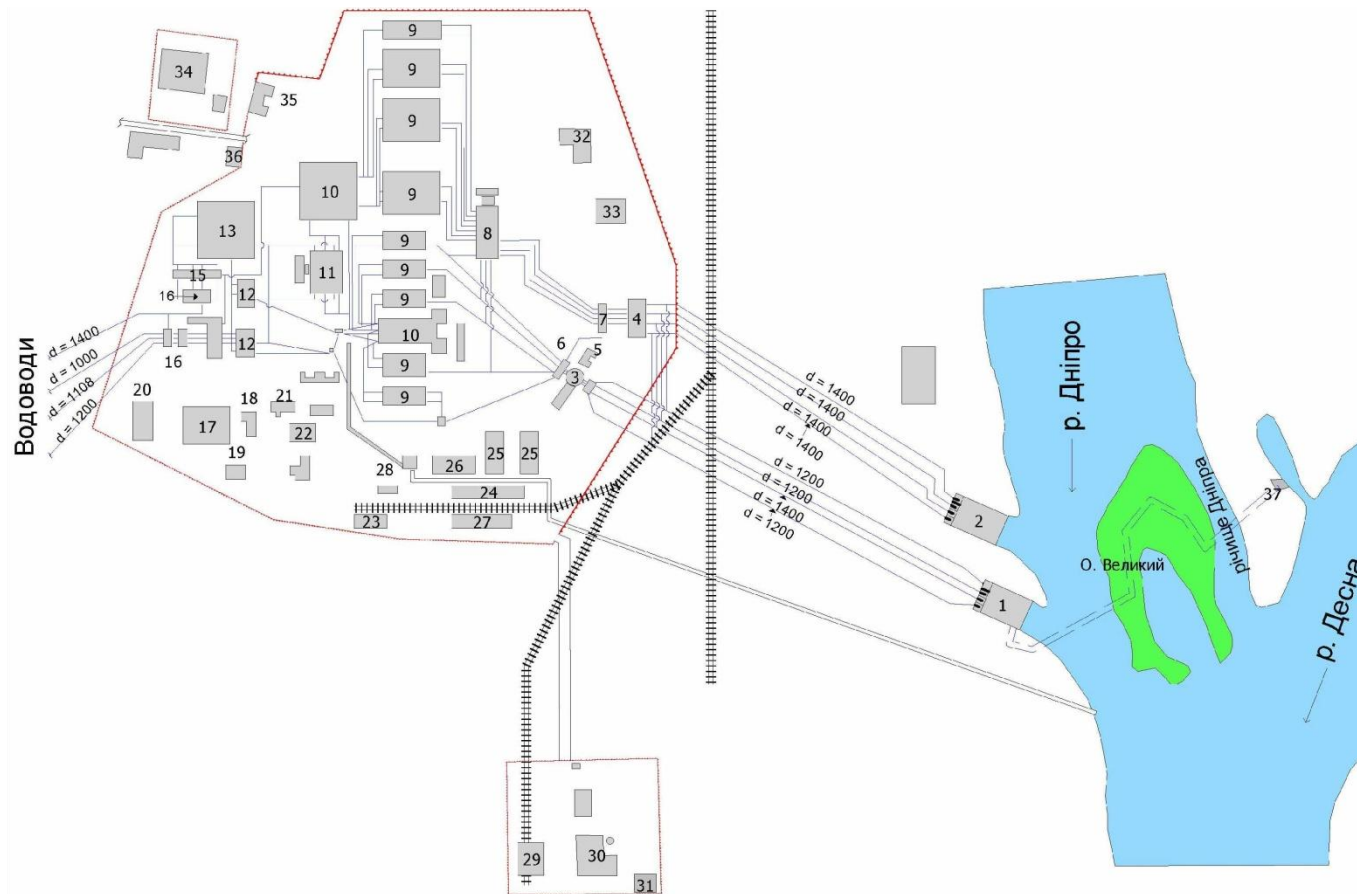 9
34
9
35
9
32
36
10
9
33
13
8
9
11
15
9
12
16
9
7
4
10
12
16
6
5
9
3
9
20
18
21
17
22
25
25
19
28
26
24
23
27
29
30
31
Водоводи
d = 1400
d = 1000
d = 1108
d = 1200
d = 1400
d = 1400
d = 1400
d = 1400
d = 1200
d = 1200
d = 1400
d = 1200
2
1
р. Дніпро
річище Дніпра
37
О. Великий
р. Десна